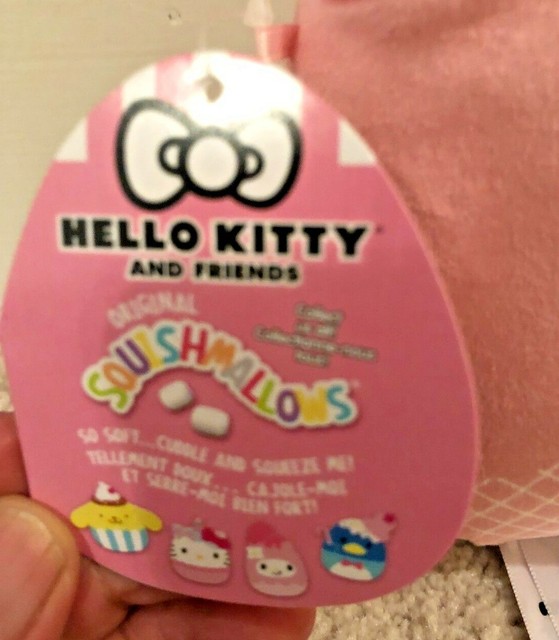 HELLO KITTY
AND FRIENDS
ORIGINAL
SQUISHMALLOWS
SO SOFT...CUDDLE AND SQUEEZE ME!
TELLEMENT DOUX... CAJOLE-MOI
ET SERRE-MOI BIEN FORT!